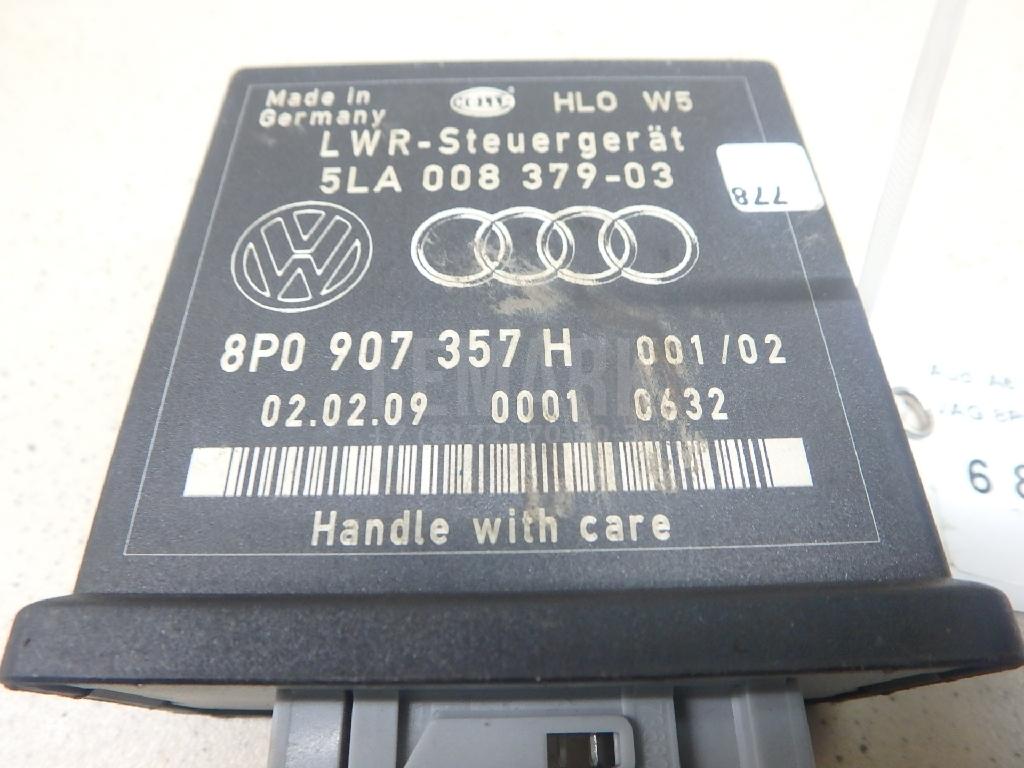 Made in
Germany
HELLA
HLO W5
LWR-Steuergerät
5LA 008 379-03
778
8P0 907 357 H 001/02
02.02.09 0001 0632
Handle with care